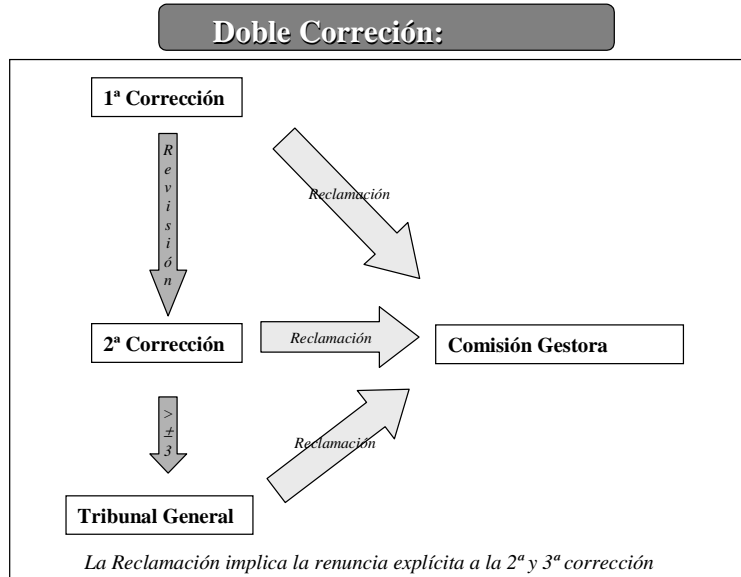 Doble Correción:
1ª Corrección
Revisión
Reclamación
2ª Corrección
Reclamación
Comisión Gestora
> ± 3
Reclamación
Tribunal General
La Reclamación implica la renuncia explícita a la 2ª y 3ª corrección